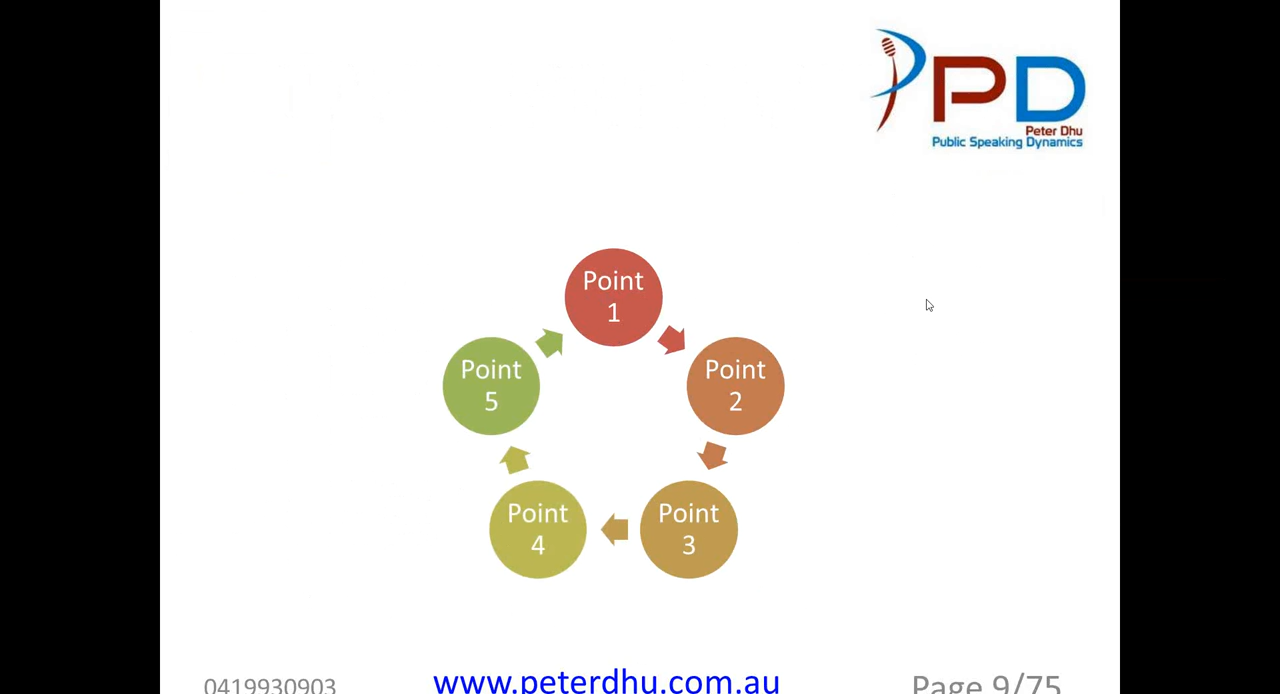 PD
Peter Dhu
Public Speaking Dynamics
Point
1
Point
2
Point
3
Point
4
Point
5
0419930903
www.peterdhu.com.au
Page 9/75